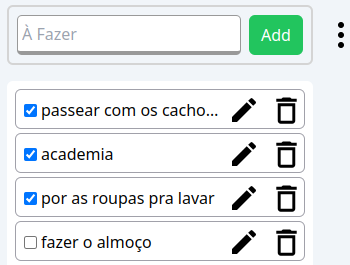 À Fazer
Add
passear com os cacho...
academia
por as roupas pra lavar
fazer o almoço